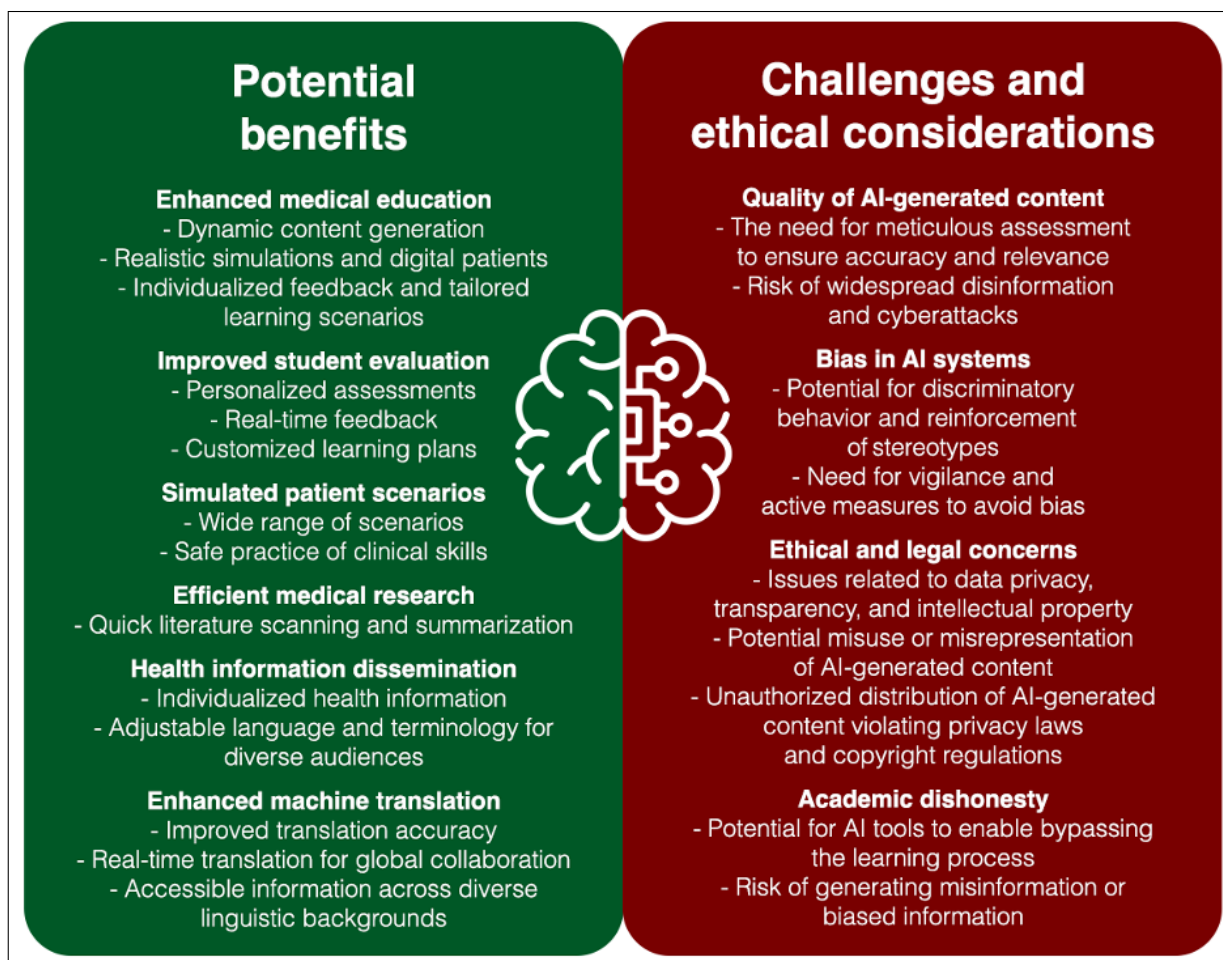 Potential
benefits
Enhanced medical education
- Dynamic content generation
- Realistic simulations and digital patients
- Individualized feedback and tailored
learning scenarios
Improved student evaluation
- Personalized assessments
- Real-time feedback
- Customized learning plans
Simulated patient scenarios
- Wide range of scenarios
- Safe practice of clinical skills
Efficient medical research
- Quick literature scanning and summarization
Health information dissemination
- Individualized health information
- Adjustable language and terminology for
diverse audiences
Enhanced machine translation
- Improved translation accuracy
- Real-time translation for global collaboration
- Accessible information across diverse
linguistic backgrounds
Challenges and
ethical considerations
Quality of AI-generated content
- The need for meticulous assessment
to ensure accuracy and relevance
- Risk of widespread disinformation
and cyberattacks
Bias in AI systems
- Potential for discriminatory
behavior and reinforcement
of stereotypes
- Need for vigilance and
active measures to avoid bias
Ethical and legal concerns
- Issues related to data privacy,
transparency, and intellectual property
- Potential misuse or misrepresentation
of AI-generated content
- Unauthorized distribution of AI-generated
content violating privacy laws
and copyright regulations
Academic dishonesty
- Potential for AI tools to enable bypassing
the learning process
- Risk of generating misinformation or
biased information